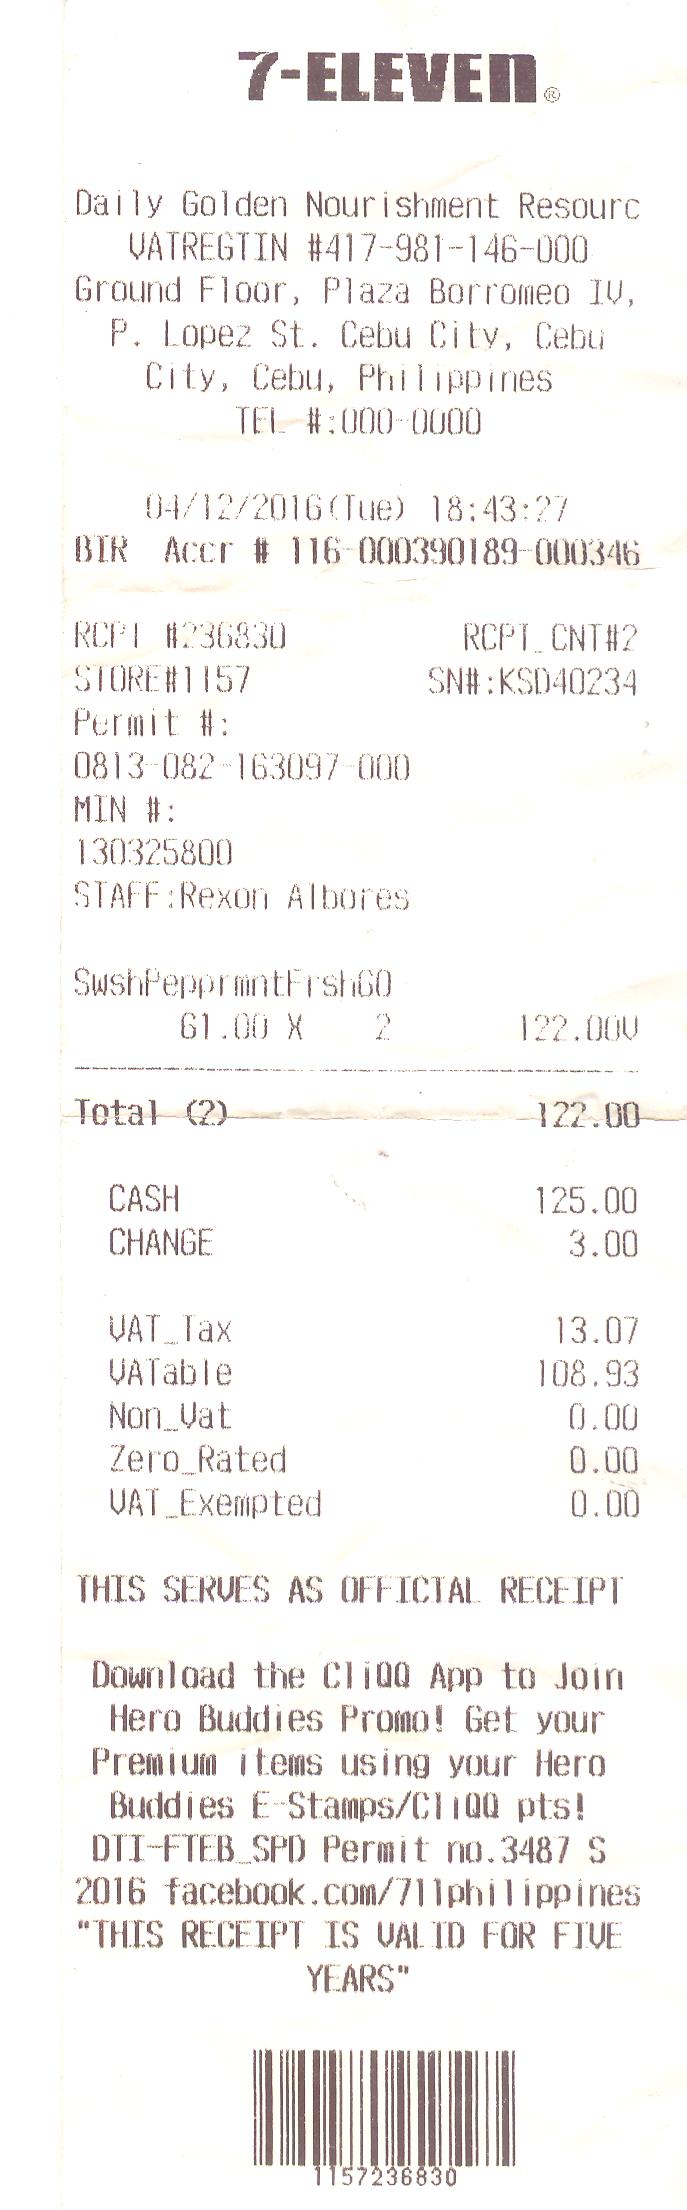 7-ELEVEN®
Daily Golden Nourishment Resourc
VATREGTIN #417-981-146-000
Ground Floor, Plaza Borromeo IV,
P. Lopez St. Cebu City, Cebu
City, Cebu, Philippines
TEL #:000-0000
04/12/2016(Tue) 18:43:27
BIR Accr # 116-000390189-000346
RCPT #236830 RCPT_CNT#2
STORE#1157 SN#:KSD40234
Permit #:
0813-082-163097-000
MIN #:
130325800
STAFF:Rexon Albores
SwshPepprmntFrsh60
61.00 X 2 122.00V
Total (2) 122.00
CASH 125.00
CHANGE 3.00
VAT_Tax 13.07
VATable 108.93
Non_Vat 0.00
Zero_Rated 0.00
VAT_Exempted 0.00
THIS SERVES AS OFFICIAL RECEIPT
Download the CliQQ App to Join
Hero Buddies Promo! Get your
Premium items using your Hero
Buddies E-Stamps/CliQQ pts!
DTI-FTEB_SPD Permit no.3487 S
2016 facebook.com/711philippines
"THIS RECEIPT IS VALID FOR FIVE
YEARS"
1157236830